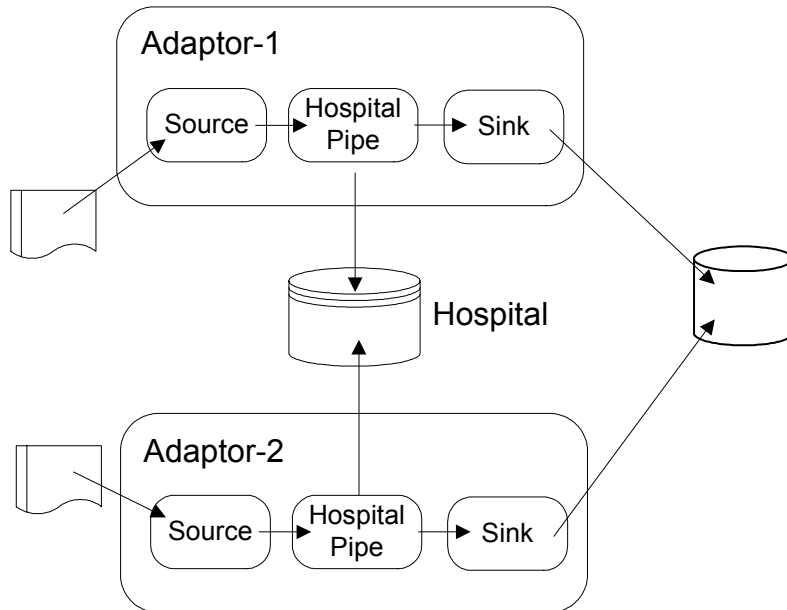 Adaptor-1
Source
Hospital
Pipe
Sink
Hospital
Adaptor-2
Source
Hospital
Pipe
Sink